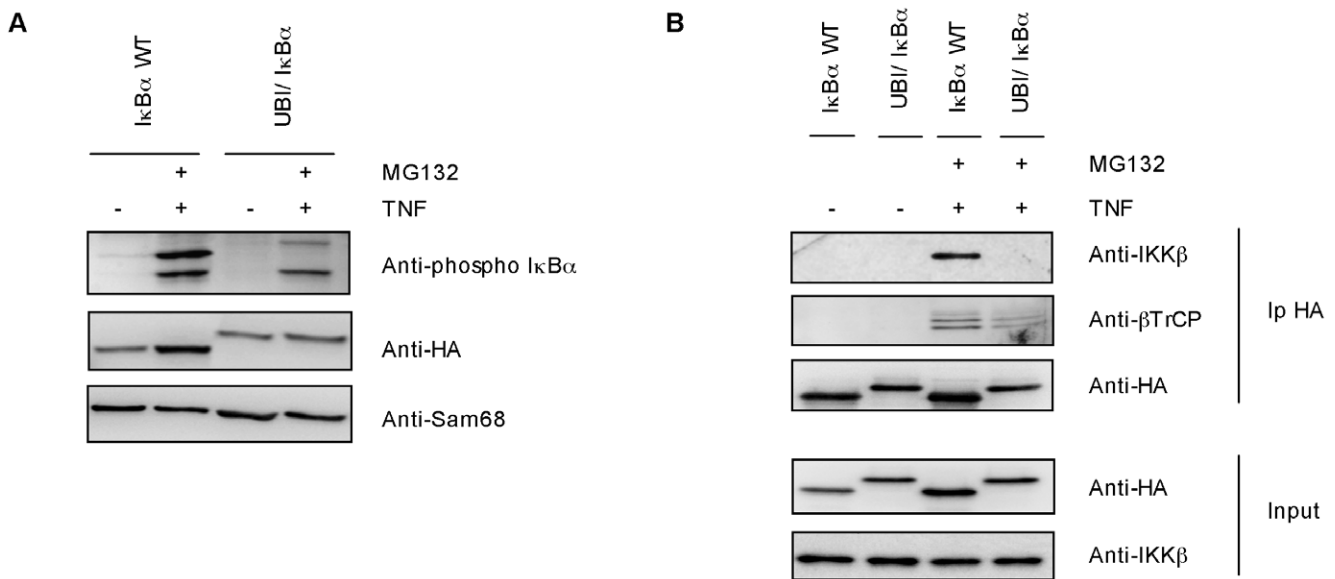 A
IκBα WT
UBI/ IκBα
+ + MG132
- + - + TNF
Anti-phospho IκBα
Anti-HA
Anti-Sam68
B
IκBα WT
UBI/ IκBα
IκBα WT
UBI/ IκBα
+ + MG132
- - + + TNF
Anti-IKKβ
Anti-βTrCP
Anti-HA
Ip HA
Anti-HA
Anti-IKKβ
Input